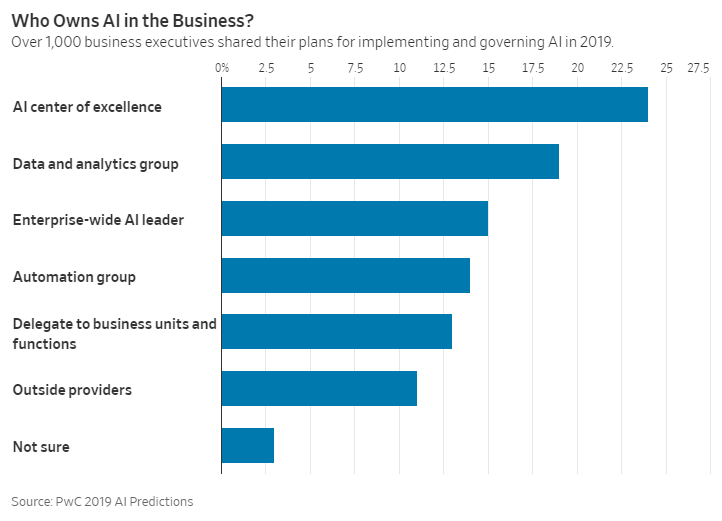 Who Owns AI in the Business?
Over 1,000 business executives shared their plans for implementing and governing AI in 2019.
0% 2.5 5 7.5 10 12.5 15 17.5 20 22.5 25 27.5
AI center of excellence
Data and analytics group
Enterprise-wide AI leader
Automation group
Delegate to business units and
functions
Outside providers
Not sure
Source: PwC 2019 AI Predictions